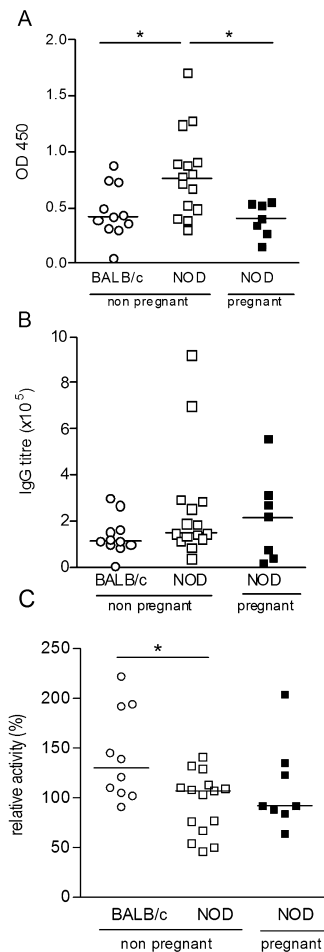 A
* *
2.0
1.5
1.0
0.5
0.0
OD 450
BALB/c NOD NOD
non pregnant pregnant
B
10
8
6
4
2
0
IgG titre (x10 5)
BALB/c NOD NOD
non pregnant pregnant
C
*
250
200
150
100
50
0
relative activity (%)
BALB/c NOD NOD
non pregnant pregnant